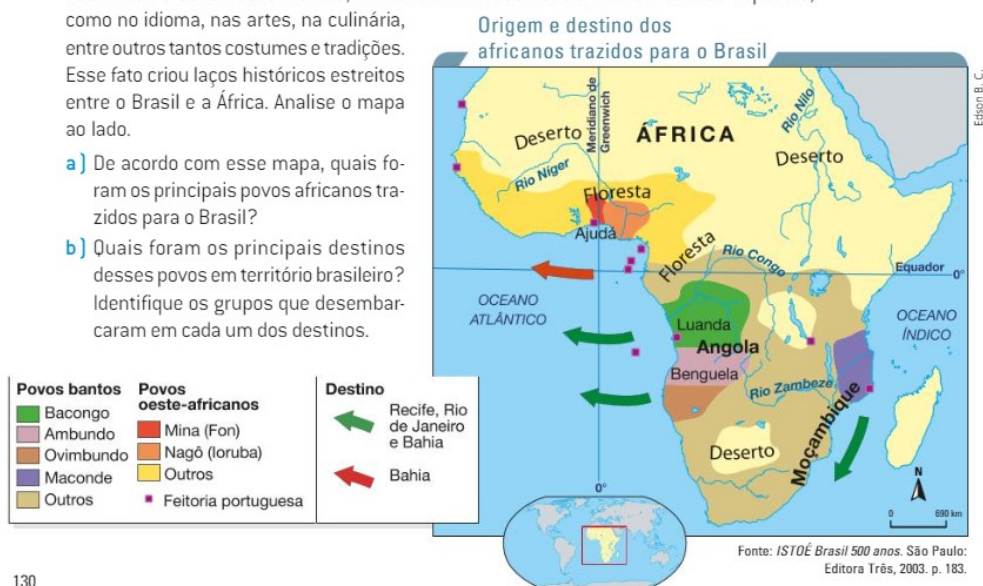 como no idioma, nas artes, na culinária,
entre outros tantos costumes e tradições.
Esse fato criou laços históricos estreitos
entre o Brasil e a África. Analise o mapa
ao lado.
a) De acordo com esse mapa, quais fo-
ram os principais povos africanos tra-
zidos para o Brasil?
b) Quais foram os principais destinos
desses povos em território brasileiro?
Identifique os grupos que desembar-
caram em cada um dos destinos.
Origem e destino dos
africanos trazidos para o Brasil
Edson B. C.
Meridiano de
Greenwich
Rio Nilo
Deserto
ÁFRICA
Deserto
Rio Níger
Floresta
Ajudá
Floresta
Rio Congo
Equador
0°
OCEANO
ATLÂNTICO
OCEANO
ÍNDICO
Luanda
Angola
Benguela
Rio Zambeze
Moçambique
Deserto
0°
N
0 690 km
Povos bantos
Bacongo
Ambundo
Ovimbundo
Maconde
Outros
Povos
oeste-africanos
Mina (Fon)
Nagô (Ioruba)
Outros
Feitoria portuguesa
Destino
Recife, Rio
de Janeiro
e Bahia
Bahia
Fonte: ISTOÉ Brasil 500 anos. São Paulo:
Editora Três, 2003. p. 183.
130